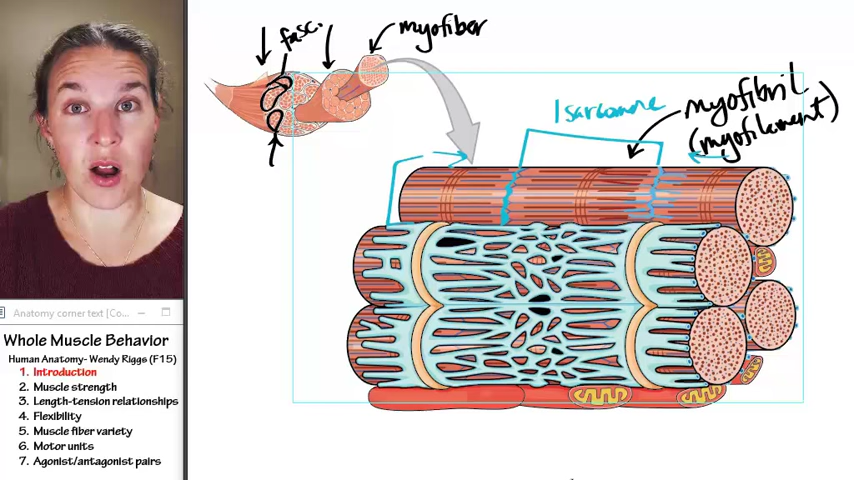 fasc.
myofiber
1 sarcomere
myofibril
(myofilament)
Anatomy corner text [Co...
Whole Muscle Behavior
Human Anatomy- Wendy Riggs (F15)
1. Introduction
2. Muscle strength
3. Length-tension relationships
4. Flexibility
5. Muscle fiber variety
6. Motor units
7. Agonist/antagonist pairs